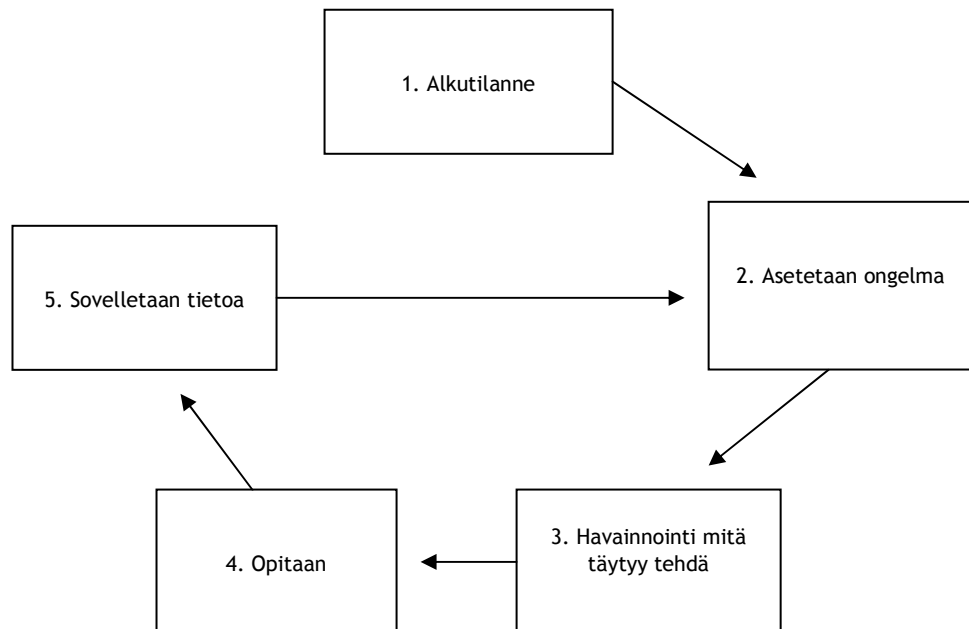 1. Alkutilanne
2. Asetetaan ongelma
3. Havainnointi mitä
täytyy tehdä
4. Opitaan
5. Sovelletaan tietoa